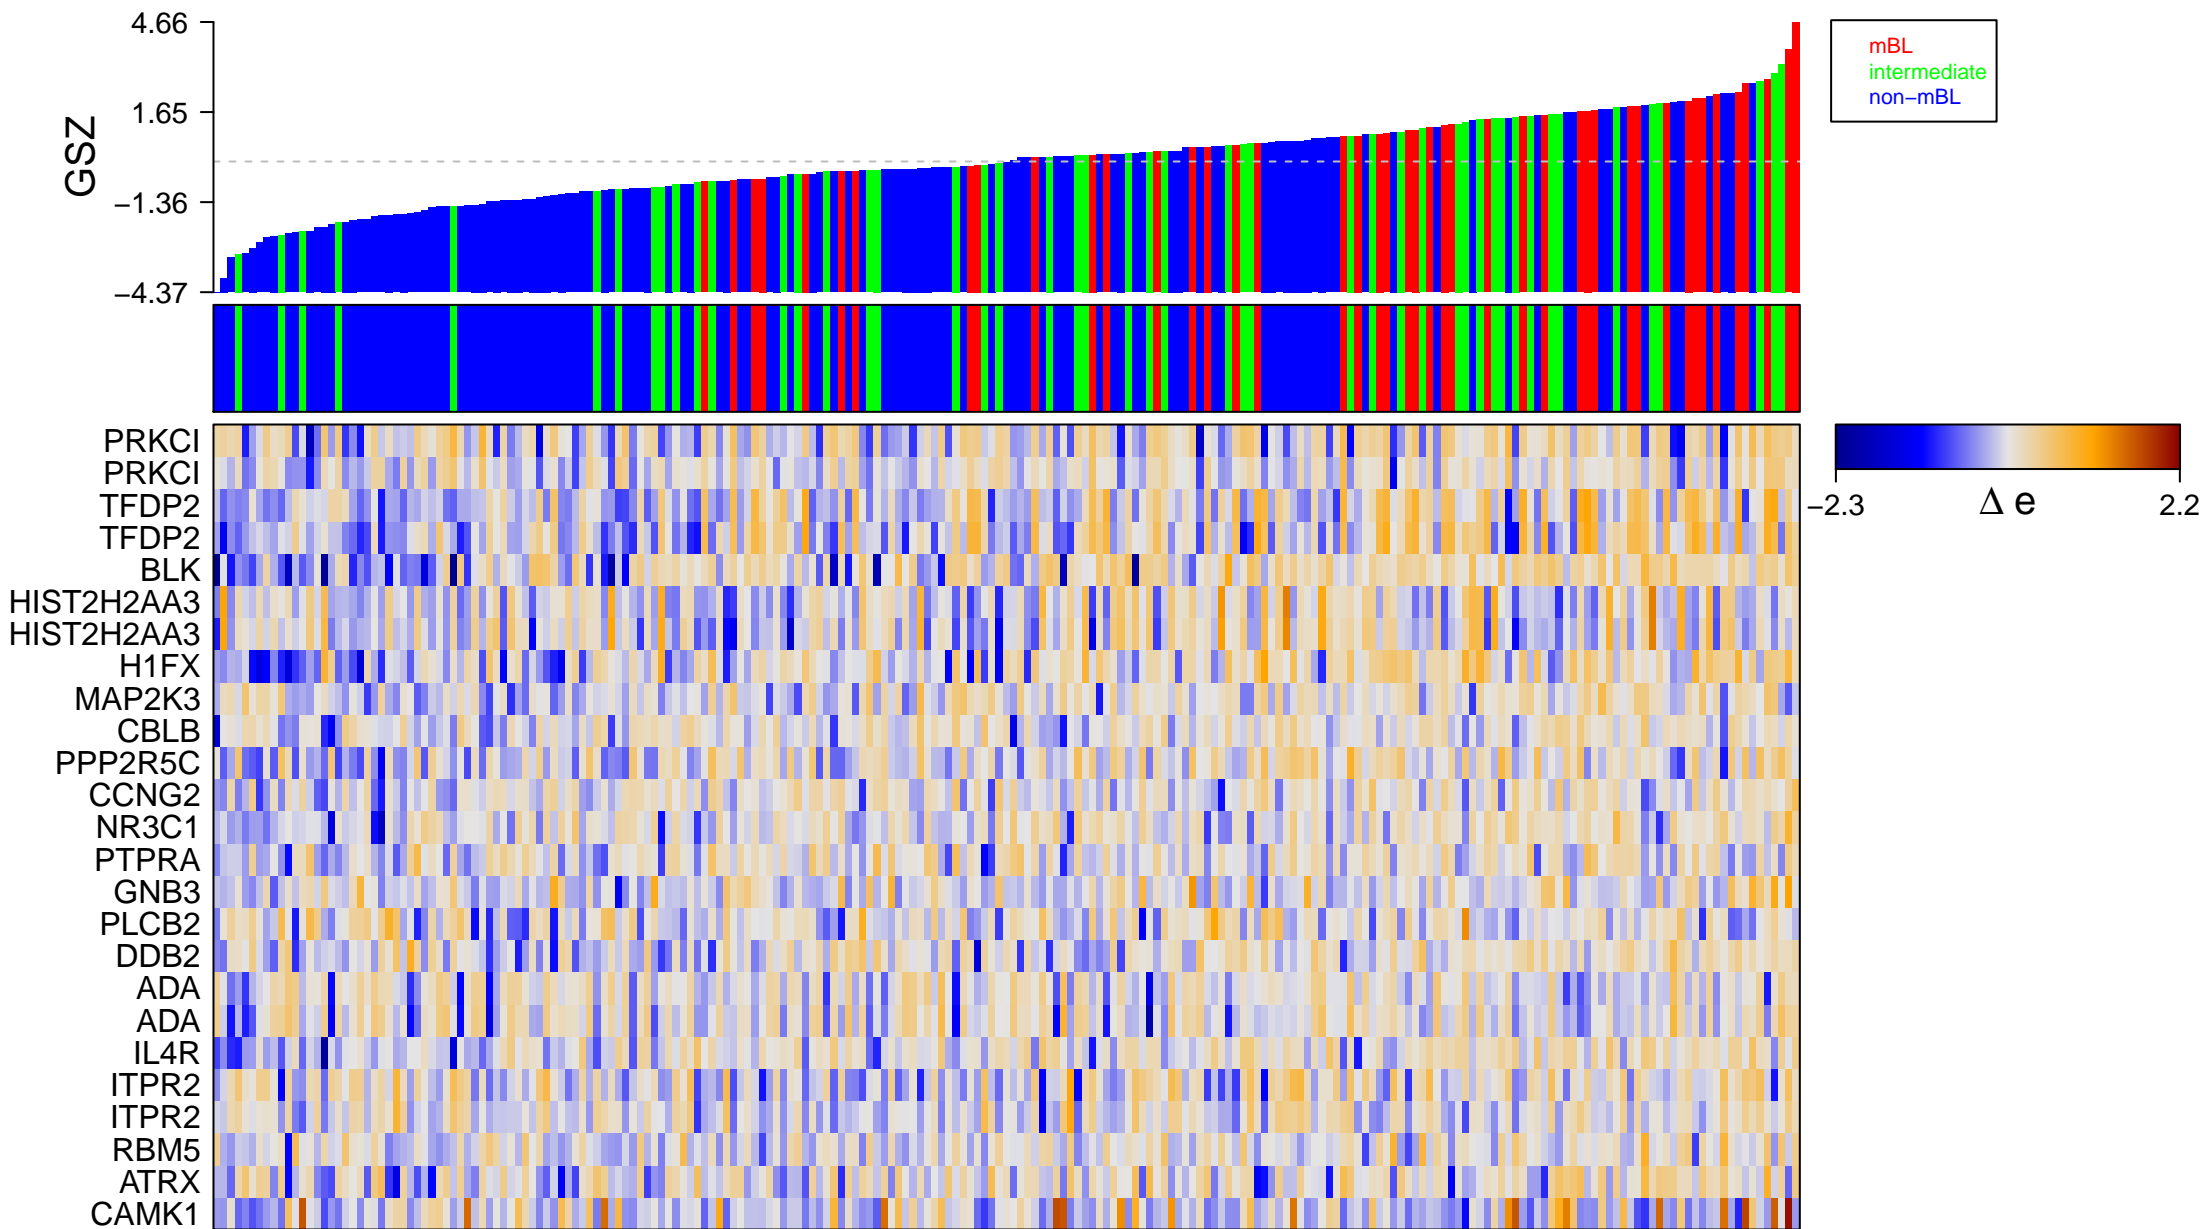 4.66
1.65
−1.36
−4.37
GSZ
mBL
intermediate
non−mBL
PRKCI
PRKCI
TFDP2
TFDP2
BLK
HIST2H2AA3
HIST2H2AA3
H1FX
MAP2K3
CBLB
PPP2R5C
CCNG2
NR3C1
PTPRA
GNB3
PLCB2
DDB2
ADA
ADA
IL4R
ITPR2
ITPR2
RBM5
ATRX
CAMK1
−2.3
Δ e
2.2